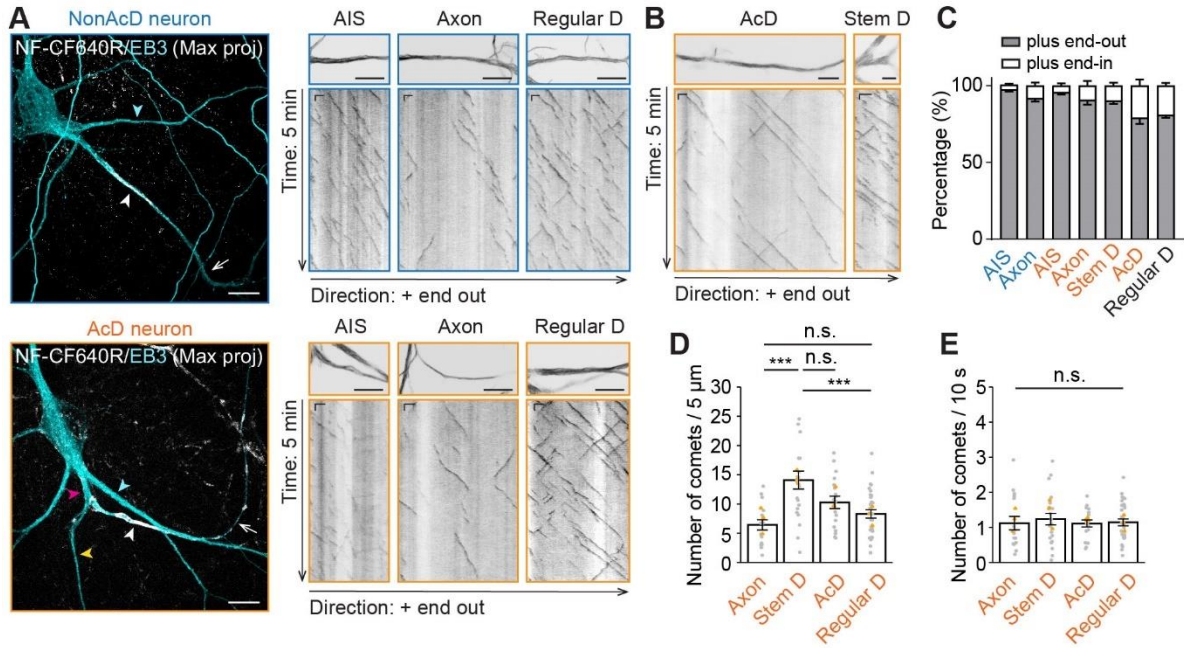 A
NonAcD neuron
NF-CF640R/EB3 (Max proj)
AIS
Axon
Regular D
Time: 5 min
Direction: + end out
AcD neuron
NF-CF640R/EB3 (Max proj)
AIS
Axon
Regular D
Time: 5 min
Direction: + end out
B
AcD
Stem D
Time: 5 min
Direction: + end out
C
plus end-out
plus end-in
Percentage (%)
100
50
0
AIS
Axon
AIS
Axon
Stem D
AcD
Regular D
D
n.s.
*** n.s.
***
Number of comets / 5 µm
30
25
20
15
10
5
0
Axon
Stem D
AcD
Regular D
E
n.s.
Number of comets / 10 s
5
4
3
2
1
0
Axon
Stem D
AcD
Regular D